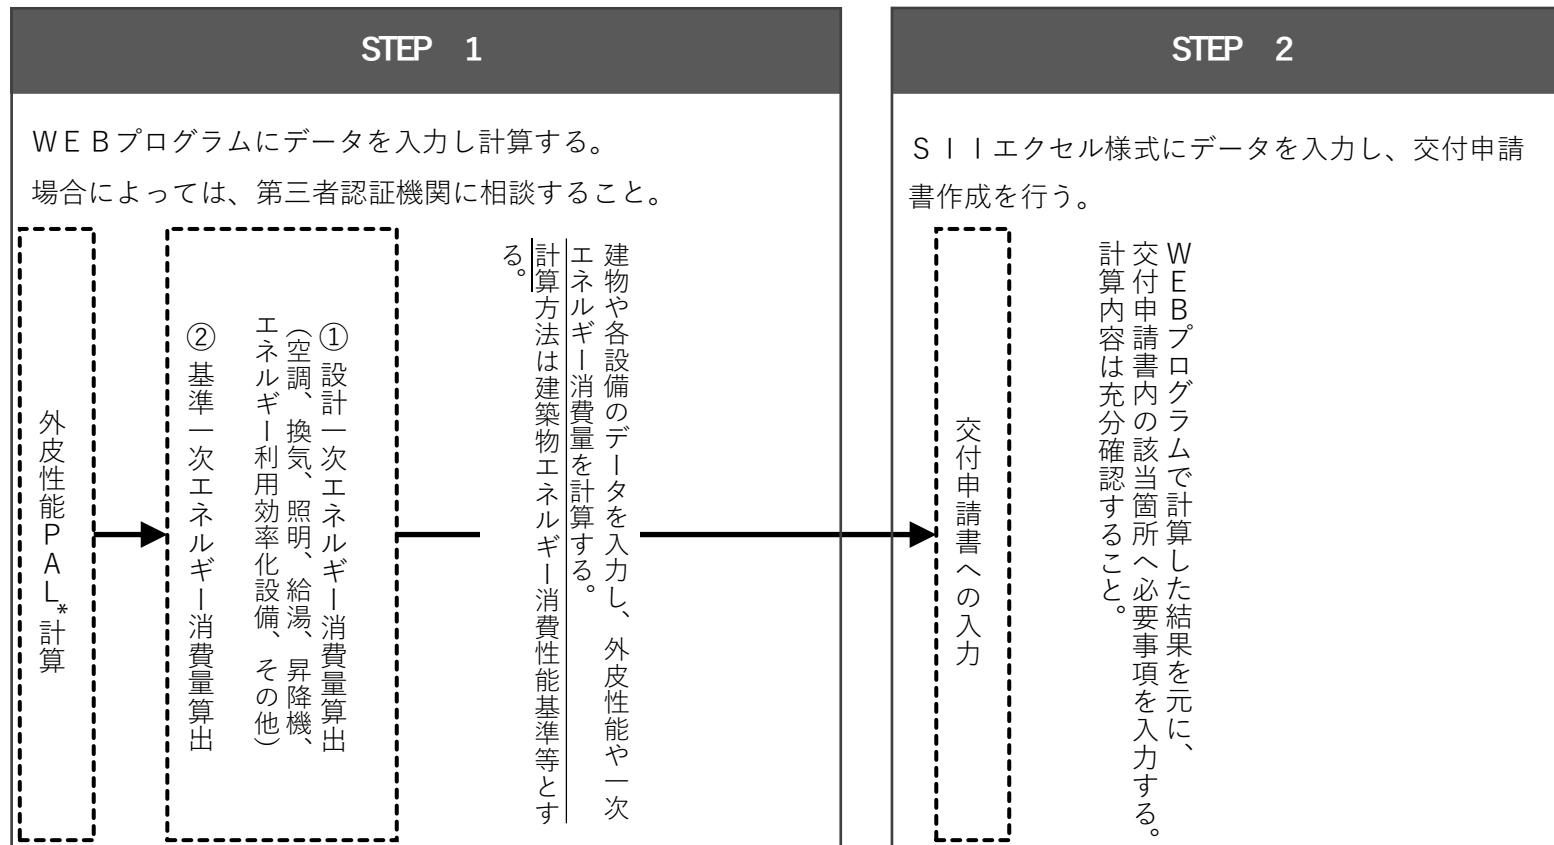 STEP 1
WEBプログラムにデータを入力し計算する。
場合によっては、第三者認証機関に相談すること。
外皮性能PAL*計算
① 設計一次エネルギー消費量算出
(空調、換気、照明、給湯、昇降機、
エネルギー利用効率化設備、その他)
② 基準一次エネルギー消費量算出
建物や各設備のデータを入力し、外皮性能や一次
エネルギー消費量を計算する。
計算方法は建築物エネルギー消費性能基準等とす
る。
STEP 2
SIIエクセル様式にデータを入力し、交付申請
書作成を行う。
交付申請書への入力
WEBプログラムで計算した結果を元に、
交付申請書内の該当箇所へ必要事項を入力する。
計算内容は充分確認すること。